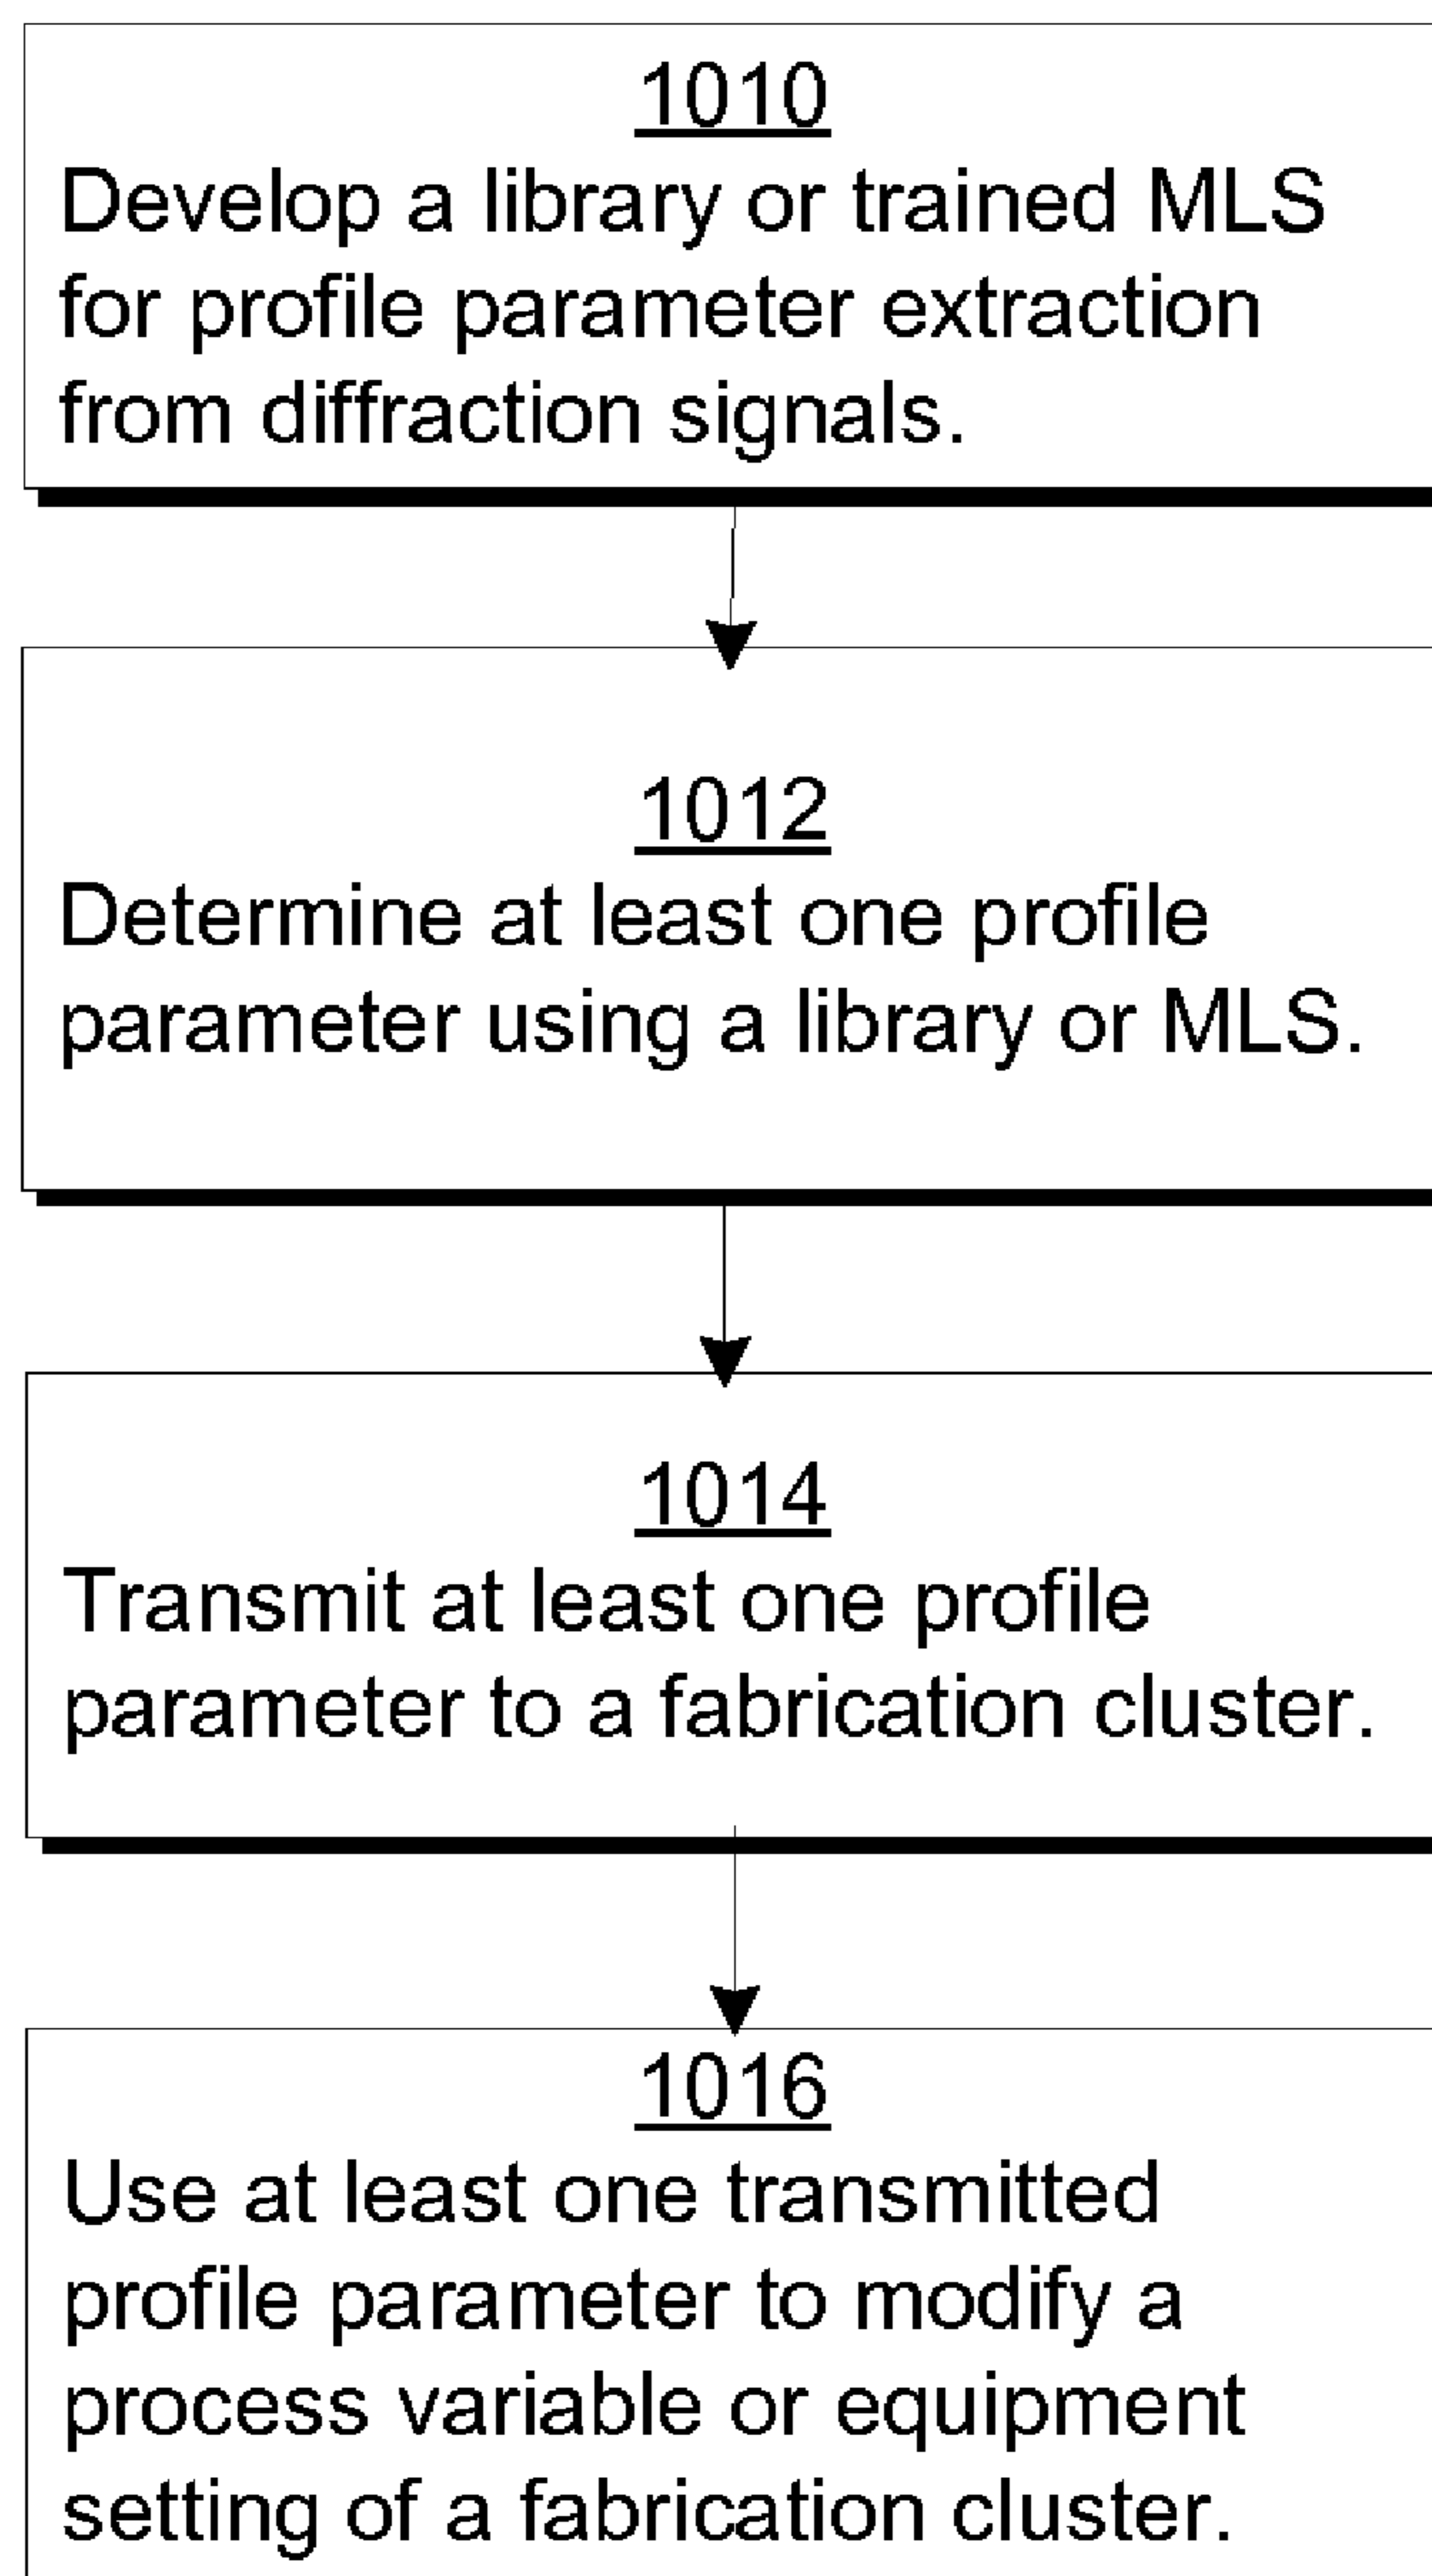 1010
Develop a library or trained MLS
for profile parameter extraction
from diffraction signals.
1012
Determine at least one profile
parameter using a library or MLS.
1014
Transmit at least one profile
parameter to a fabrication cluster.
1016
Use at least one transmitted
profile parameter to modify a
process variable or equipment
setting of a fabrication cluster.